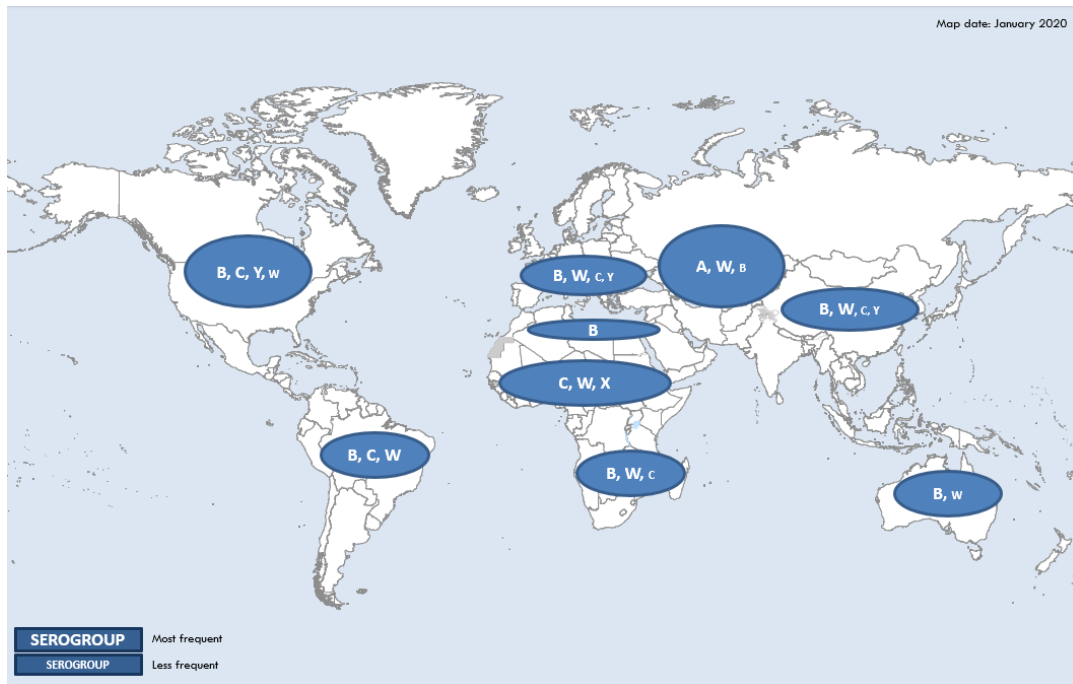 Map date: January 2020
B, C, Y, W
B, W, C, Y
A, W, B
B, W, C, Y
B
C, W, X
B, C, W
B, W, C
B, W
SEROGROUP Most frequent
SEROGROUP Less frequent